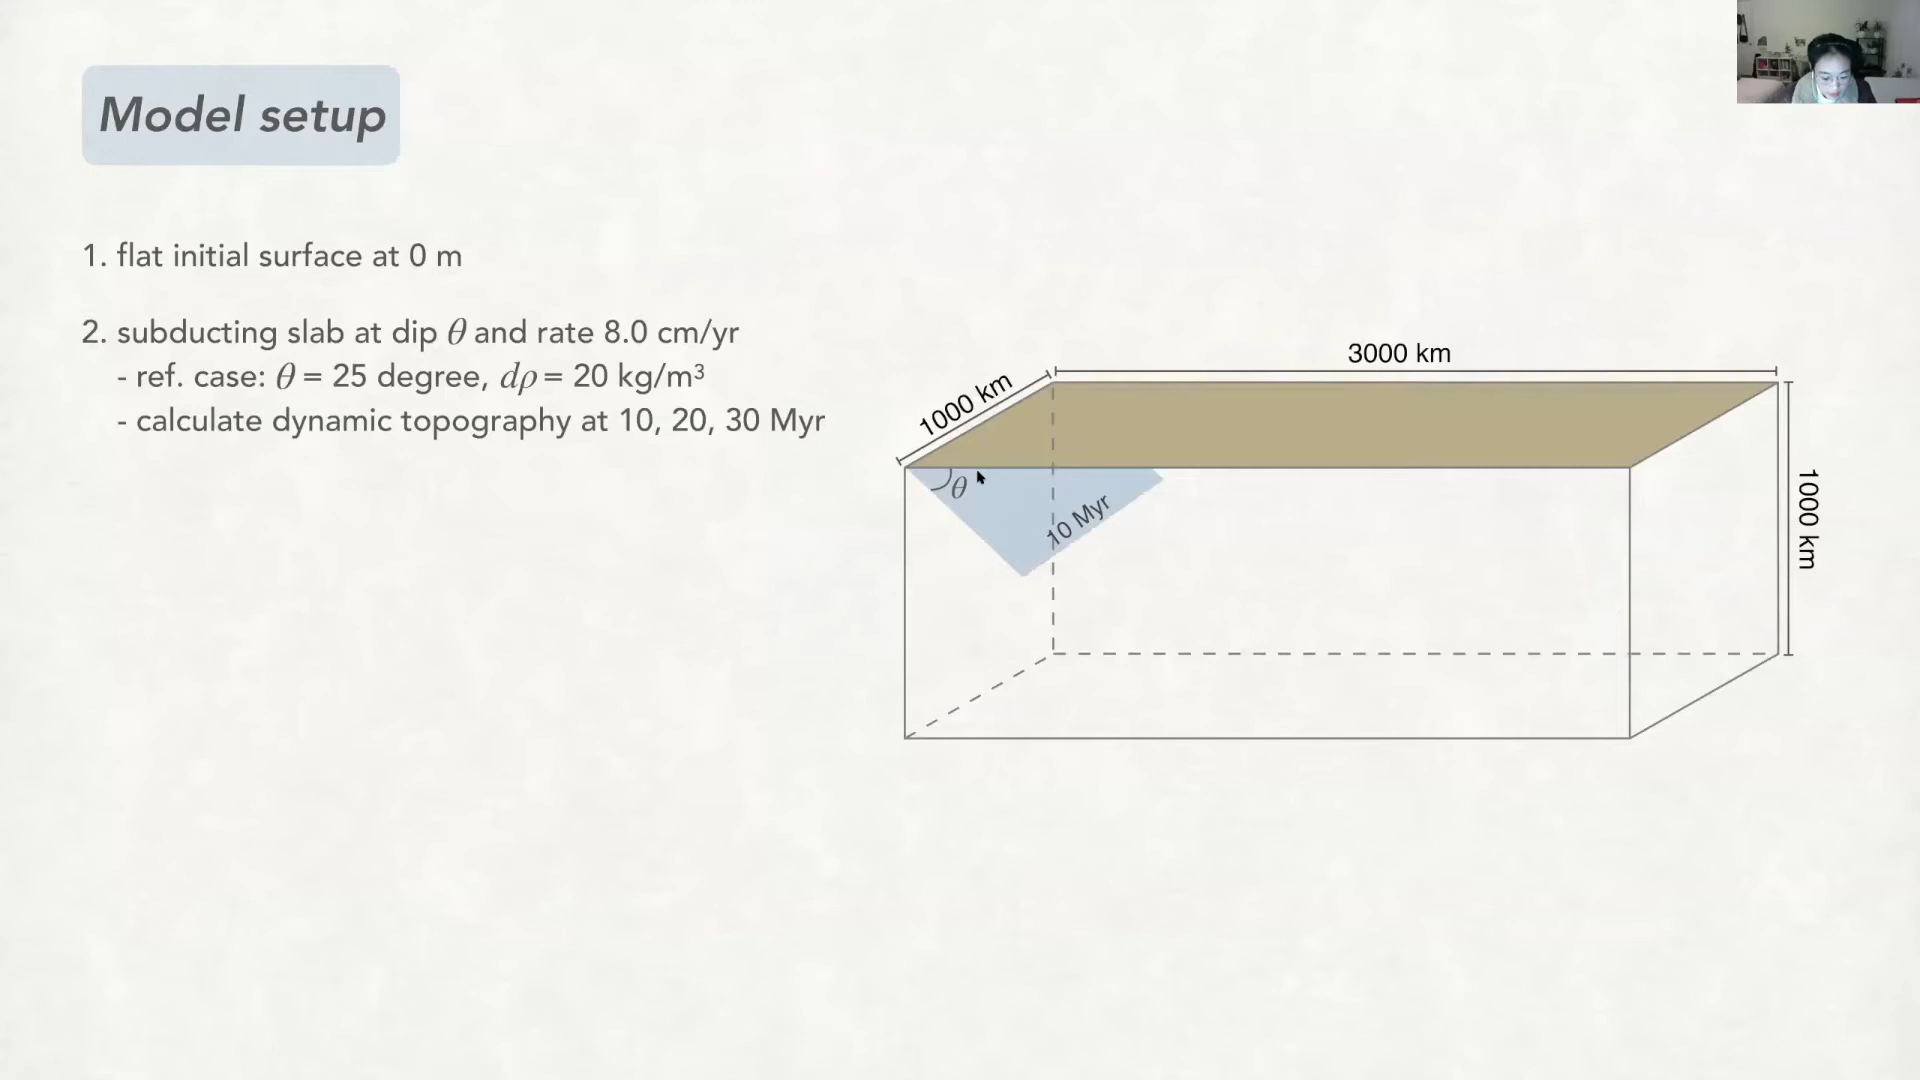 Model setup
1. flat initial surface at 0 m
2. subducting slab at dip θ and rate 8.0 cm/yr
- ref. case: θ = 25 degree, dρ = 20 kg/m³
- calculate dynamic topography at 10, 20, 30 Myr
3000 km
1000 km
1000 km
θ
10 Myr